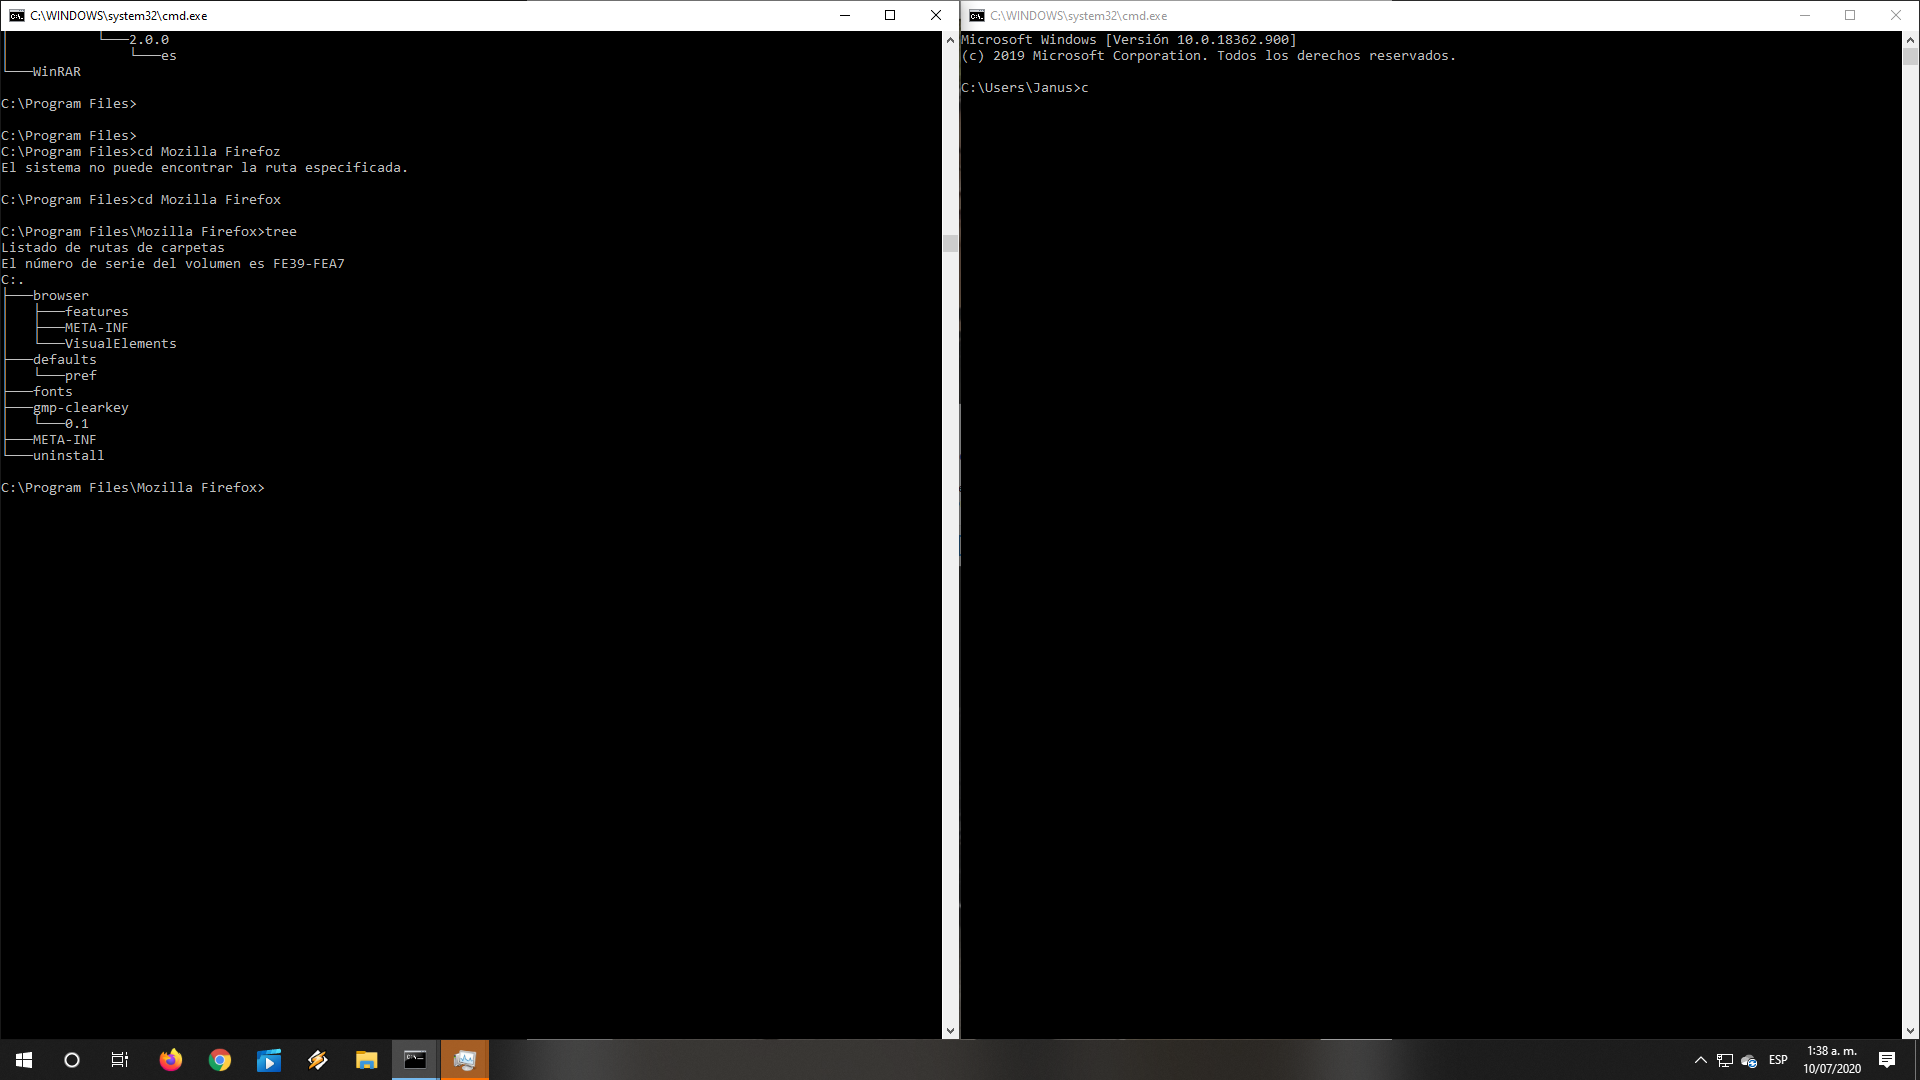 C:\WINDOWS\system32\cmd.exe
└───2.0.0
└───es
└───WinRAR
C:\Program Files>
C:\Program Files>
C:\Program Files>cd Mozilla Firefoz
El sistema no puede encontrar la ruta especificada.
C:\Program Files>cd Mozilla Firefox
C:\Program Files\Mozilla Firefox>tree
Listado de rutas de carpetas
El número de serie del volumen es FE39-FEA7
C:.
├───browser
│   ├───features
│   ├───META-INF
│   └───VisualElements
├───defaults
│   └───pref
├───fonts
├───gmp-clearkey
│   └───0.1
├───META-INF
└───uninstall
C:\Program Files\Mozilla Firefox>
C:\WINDOWS\system32\cmd.exe
Microsoft Windows [Versión 10.0.18362.900]
(c) 2019 Microsoft Corporation. Todos los derechos reservados.
C:\Users\Janus>c
ESP
1:38 a. m.
10/07/2020